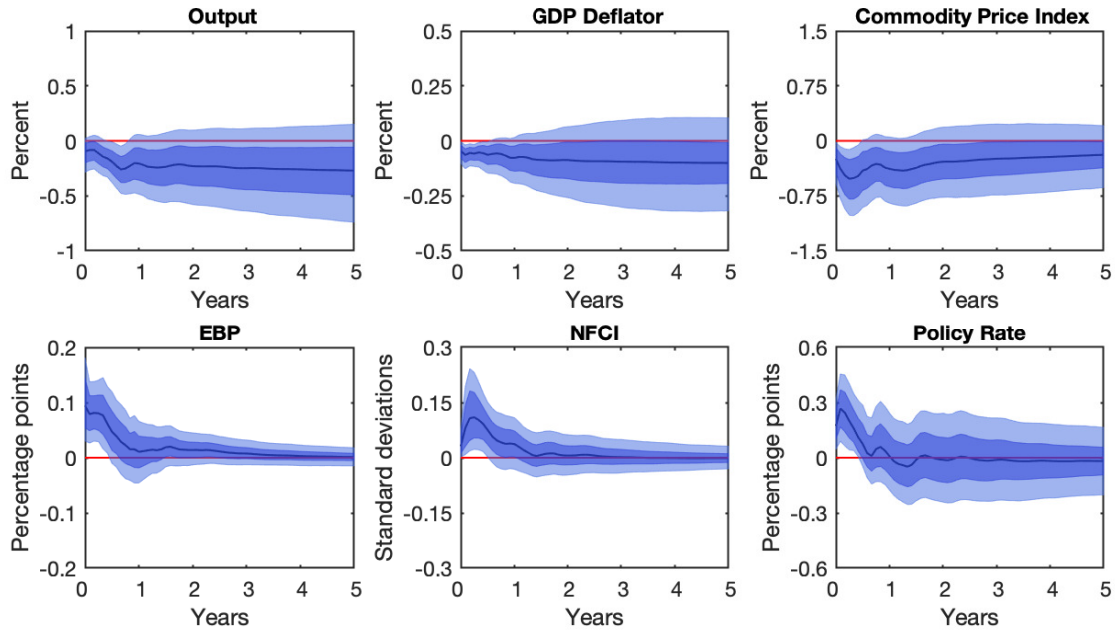 Output
1
0.5
0
-0.5
-1
Percent
0 1 2 3 4 5
Years
GDP Deflator
0.5
0.25
0
-0.25
-0.5
Percent
0 1 2 3 4 5
Years
Commodity Price Index
1.5
0.75
0
-0.75
-1.5
Percent
0 1 2 3 4 5
Years
EBP
0.2
0.1
0
-0.1
-0.2
Percentage points
0 1 2 3 4 5
Years
NFCI
0.3
0.15
0
-0.15
-0.3
Standard deviations
0 1 2 3 4 5
Years
Policy Rate
0.6
0.3
0
-0.3
-0.6
Percentage points
0 1 2 3 4 5
Years